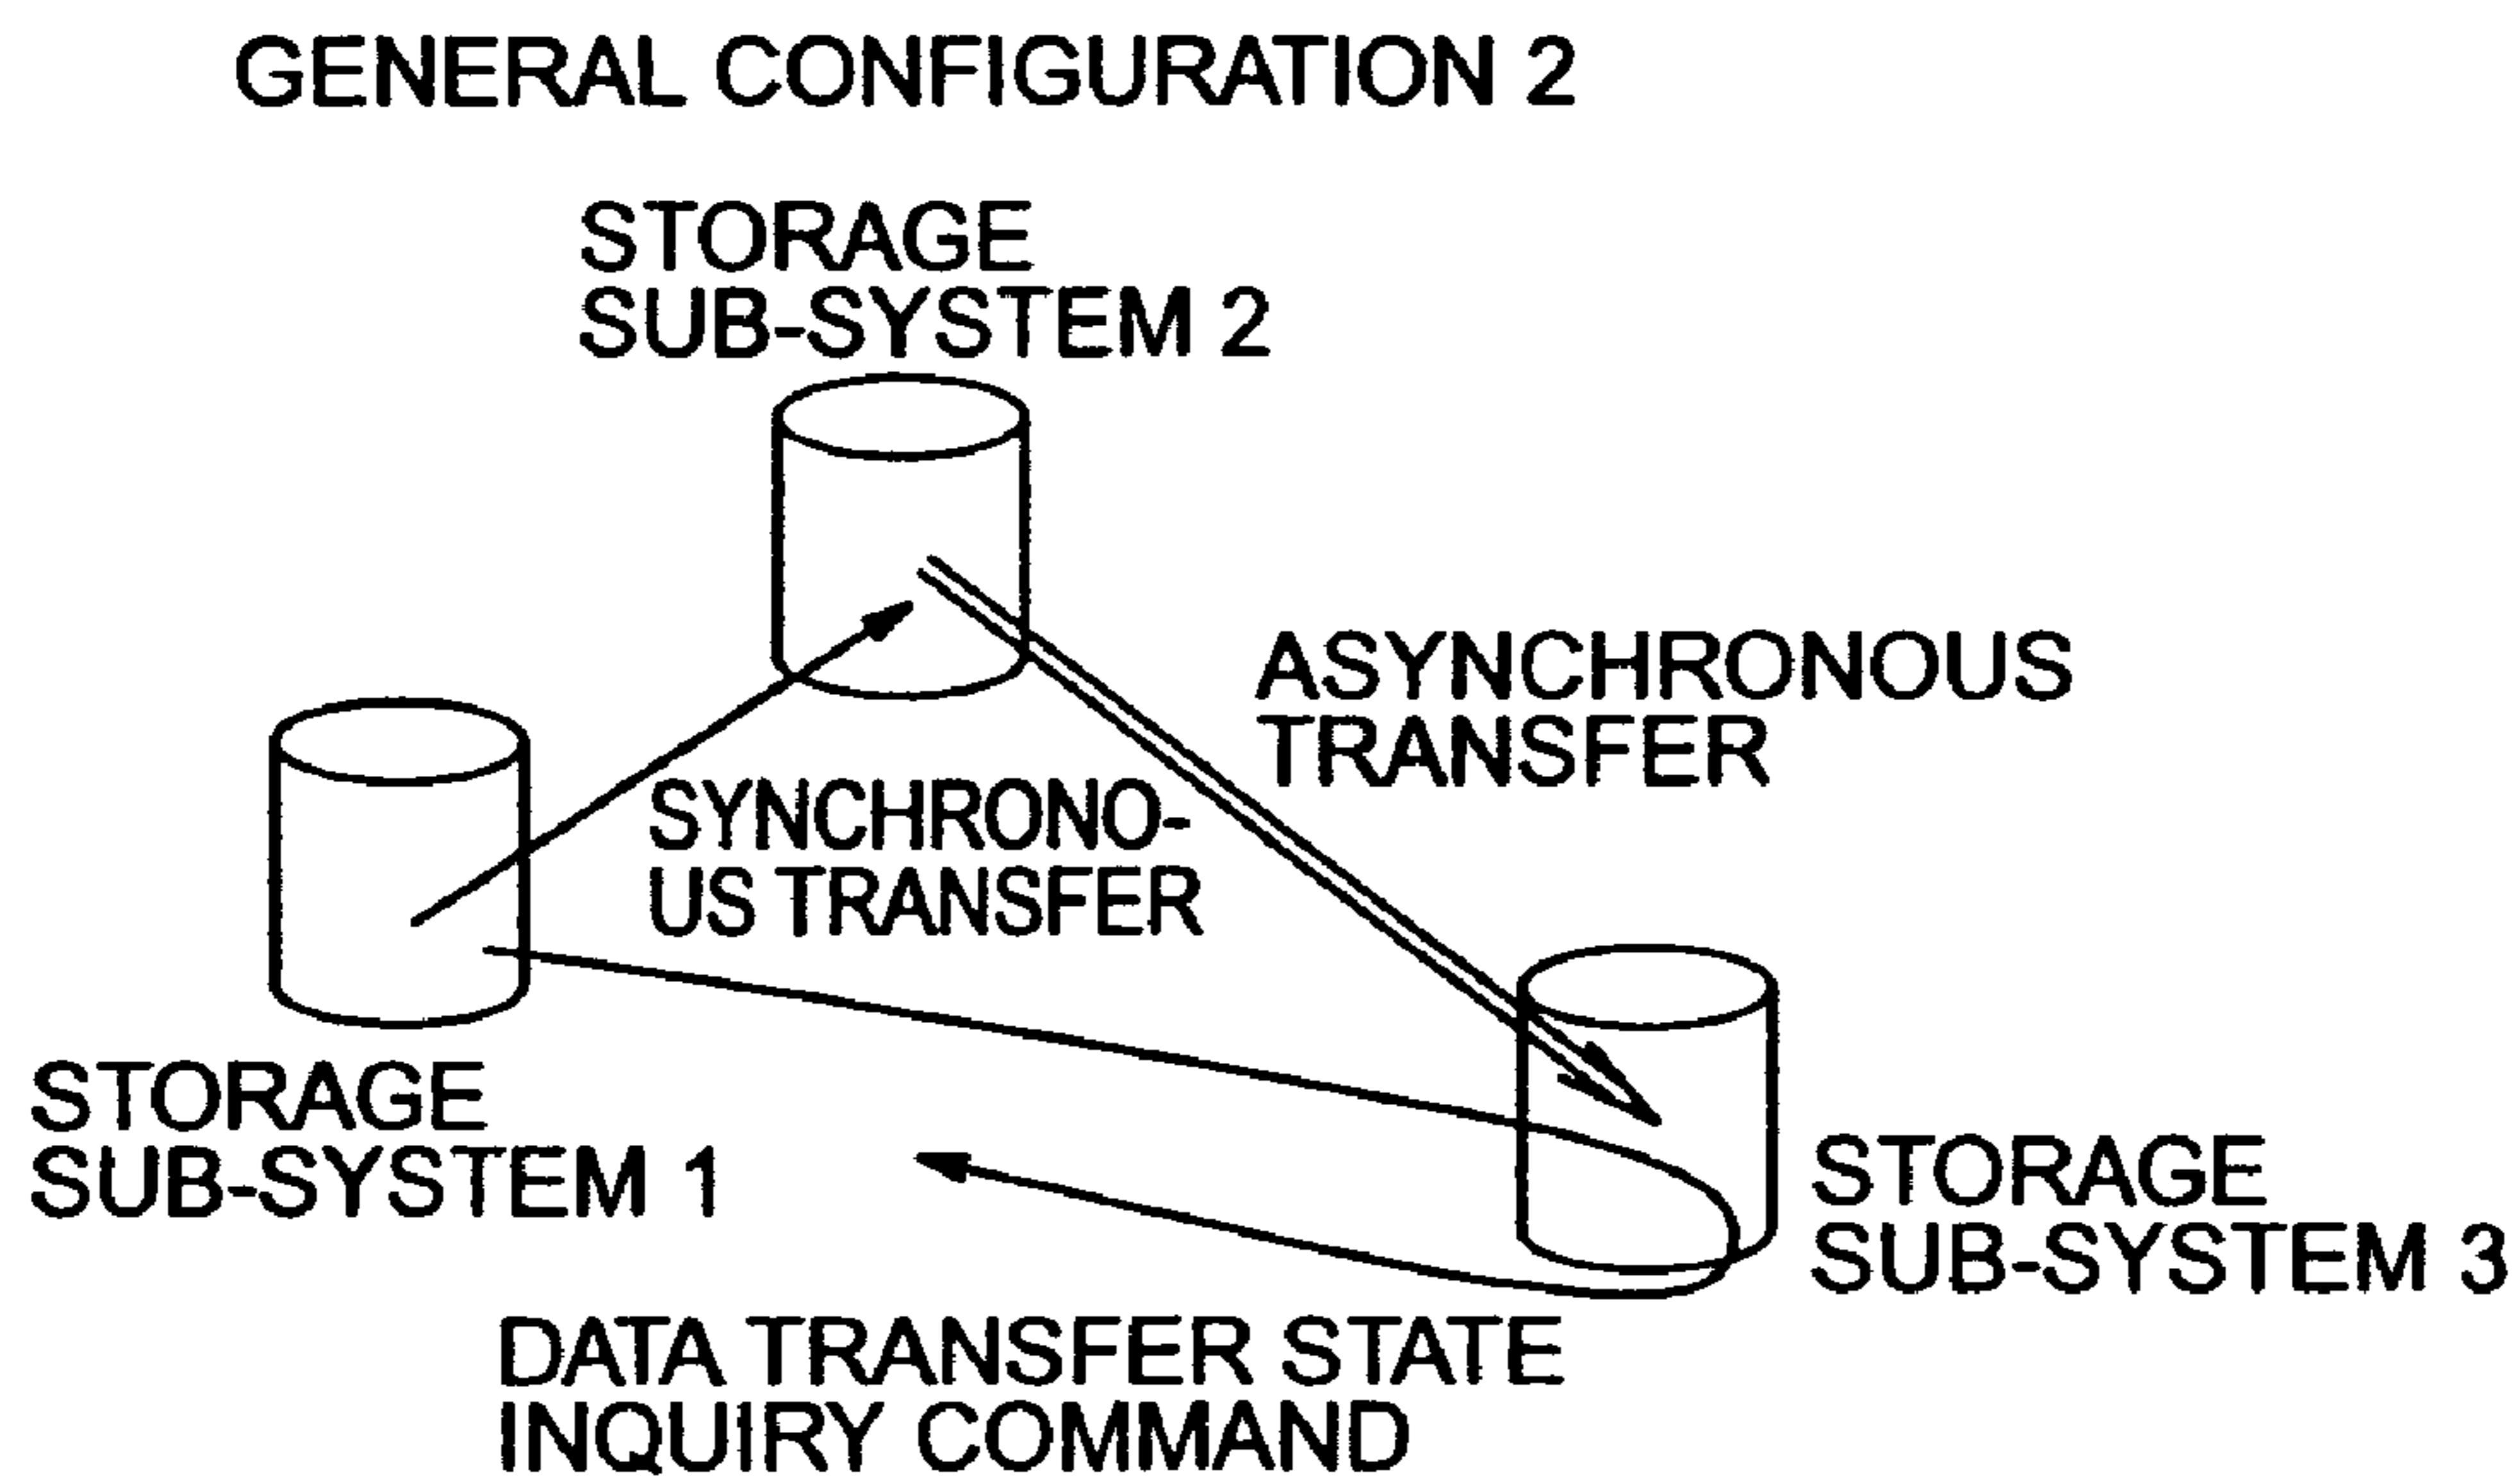 GENERAL CONFIGURATION 2
STORAGE
SUB-SYSTEM 2
ASYNCHRONOUS
TRANSFER
SYNCHRONO-
US TRANSFER
STORAGE
SUB-SYSTEM 1
STORAGE
SUB-SYSTEM 3
DATA TRANSFER STATE
INQUIRY COMMAND